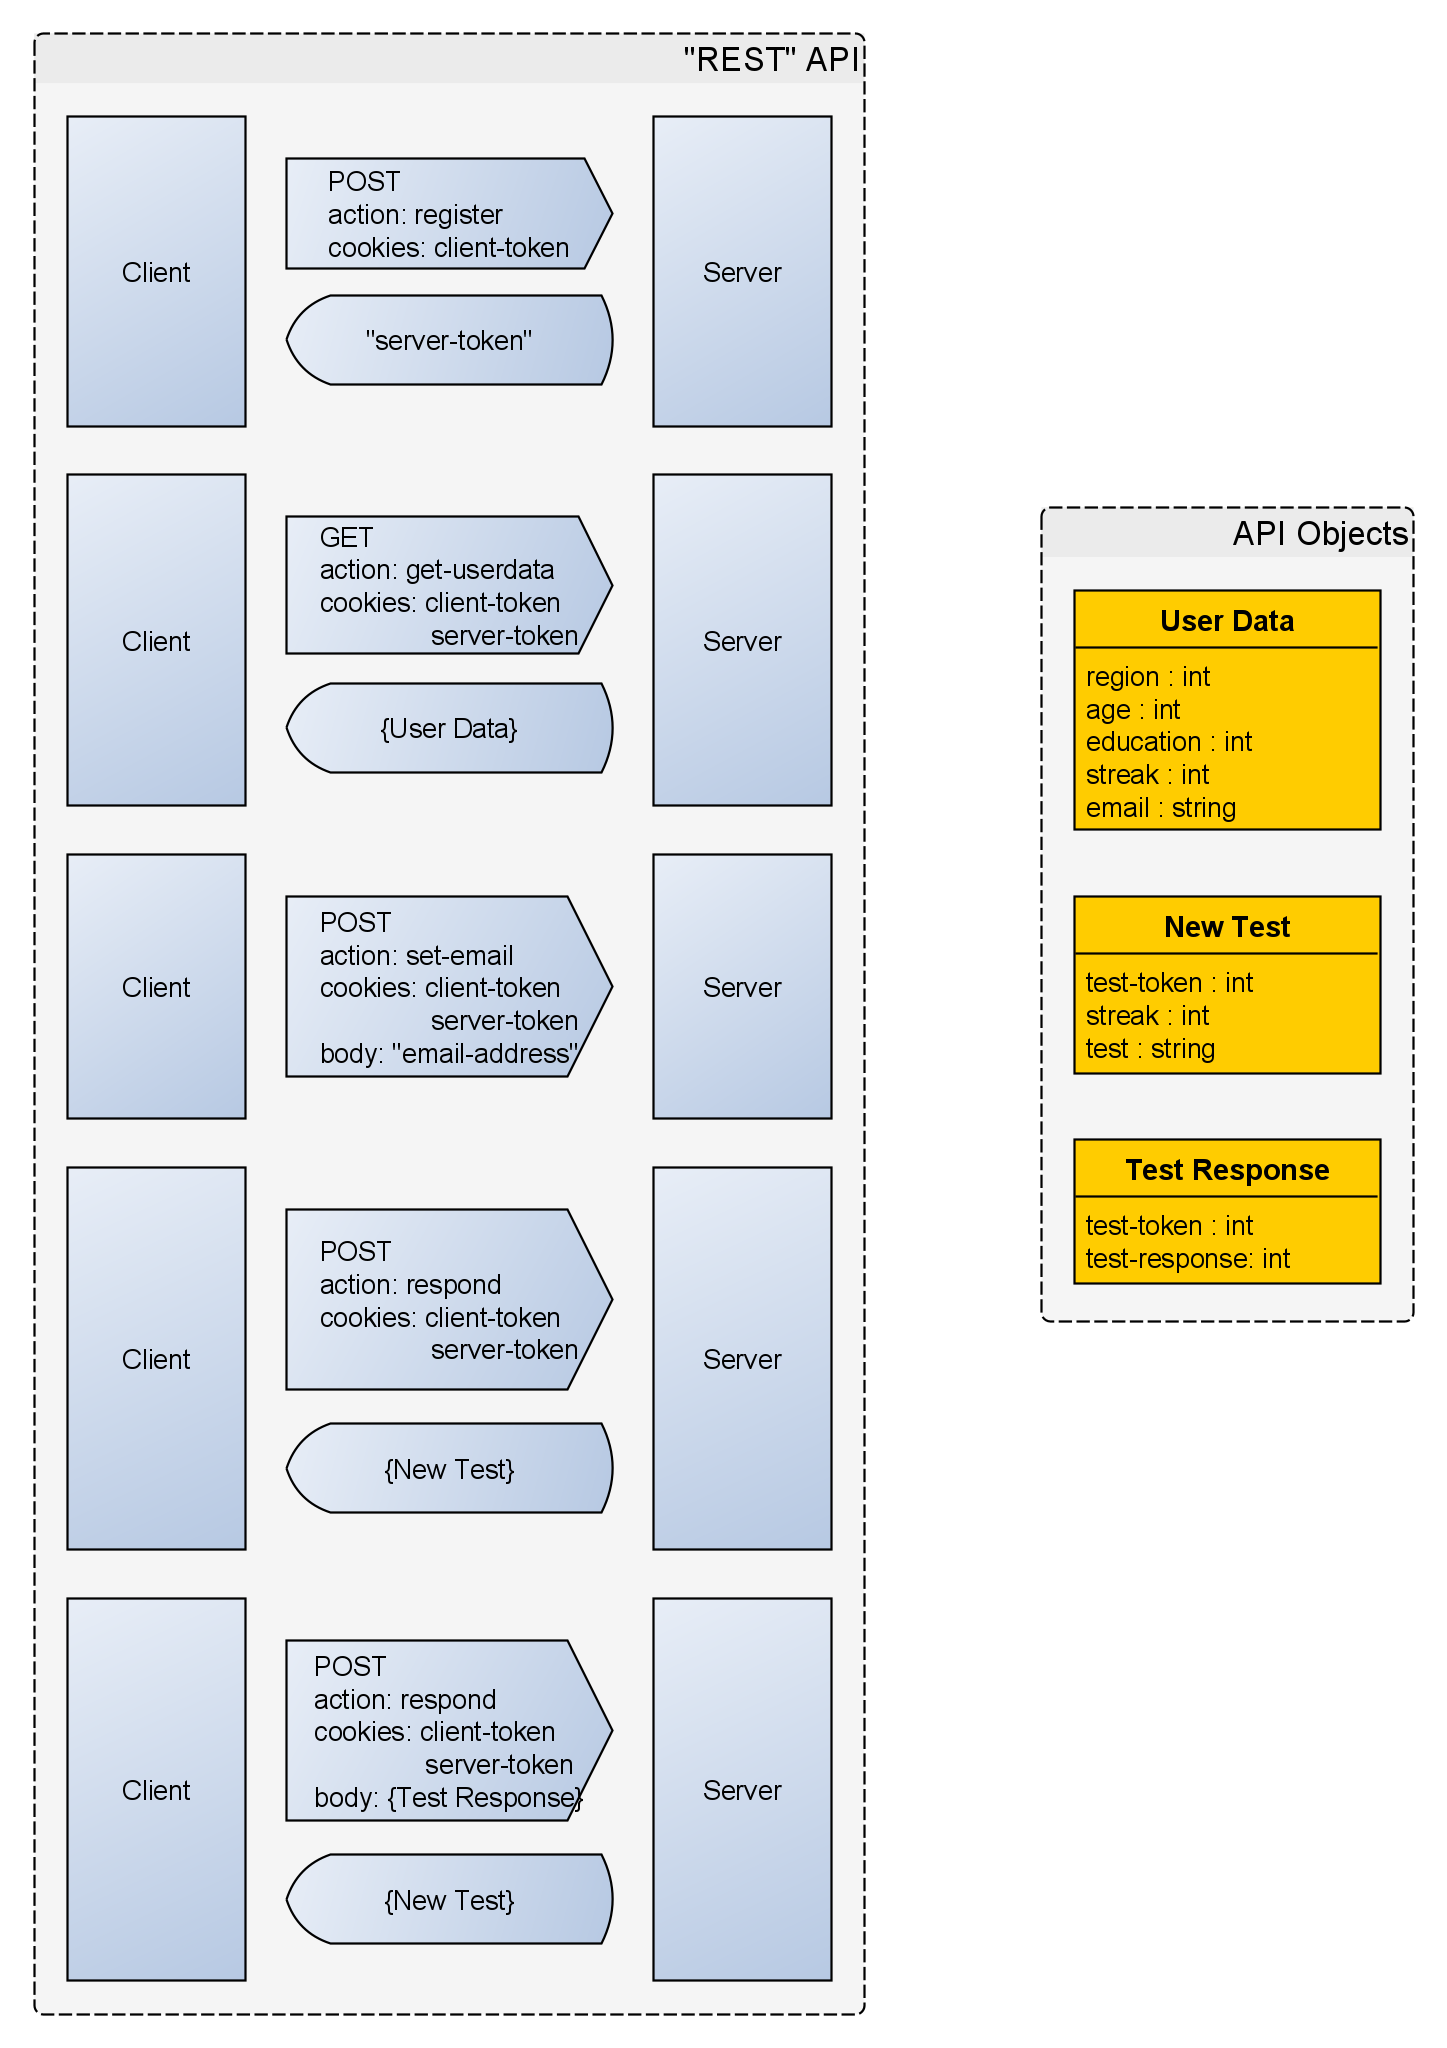 "REST" API
Client
POST
action: register
cookies: client-token
"server-token"
Server
Client
GET
action: get-userdata
cookies: client-token
server-token
{User Data}
Server
Client
POST
action: set-email
cookies: client-token
server-token
body: "email-address"
Server
Client
POST
action: respond
cookies: client-token
server-token
{New Test}
Server
Client
POST
action: respond
cookies: client-token
server-token
body: {Test Response}
{New Test}
Server
API Objects
User Data
region : int
age : int
education : int
streak : int
email : string
New Test
test-token : int
streak : int
test : string
Test Response
test-token : int
test-response: int